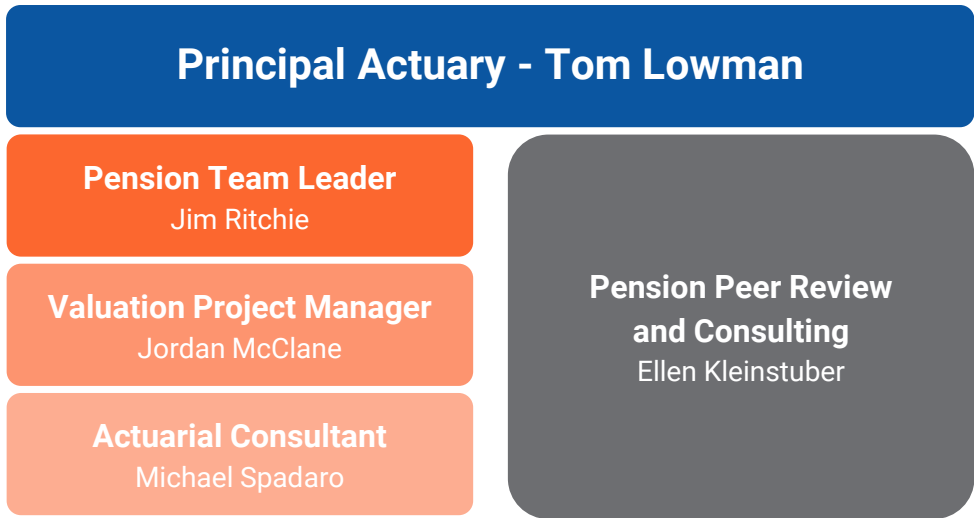 Principal Actuary - Tom Lowman
Pension Team Leader
Jim Ritchie
Valuation Project Manager
Jordan McClane
Actuarial Consultant
Michael Spadaro
Pension Peer Review
and Consulting
Ellen Kleinstuber